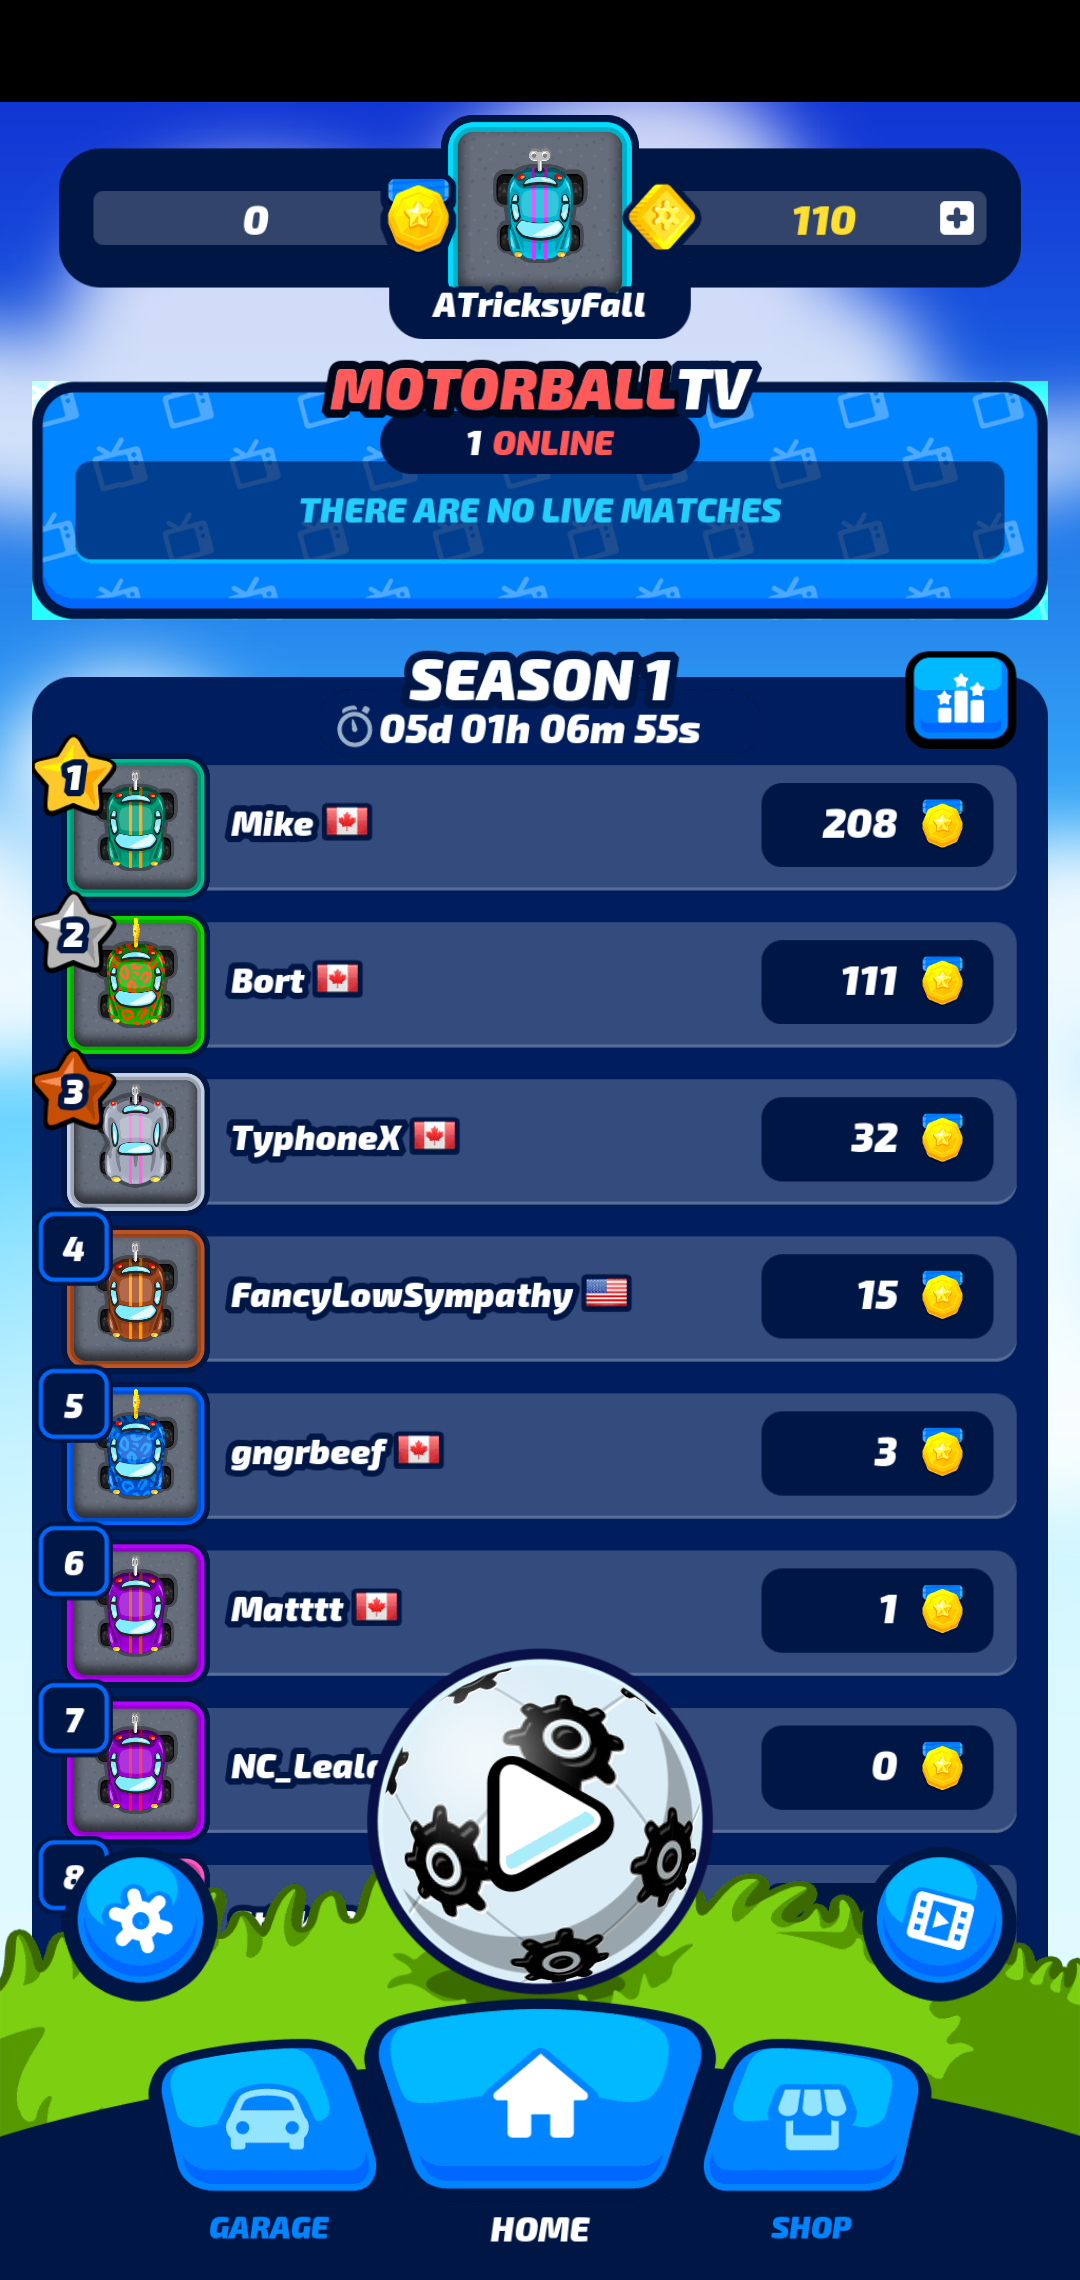 0
110
ATricksyFall
MOTORBALLTV
1 ONLINE
THERE ARE NO LIVE MATCHES
SEASON 1
05d 01h 06m 55s
1
Mike
208
2
Bort
111
3
TyphoneX
32
4
FancyLowSympathy
15
5
gngrbeef
3
6
Matttt
1
7
0
8
GARAGE
HOME
SHOP